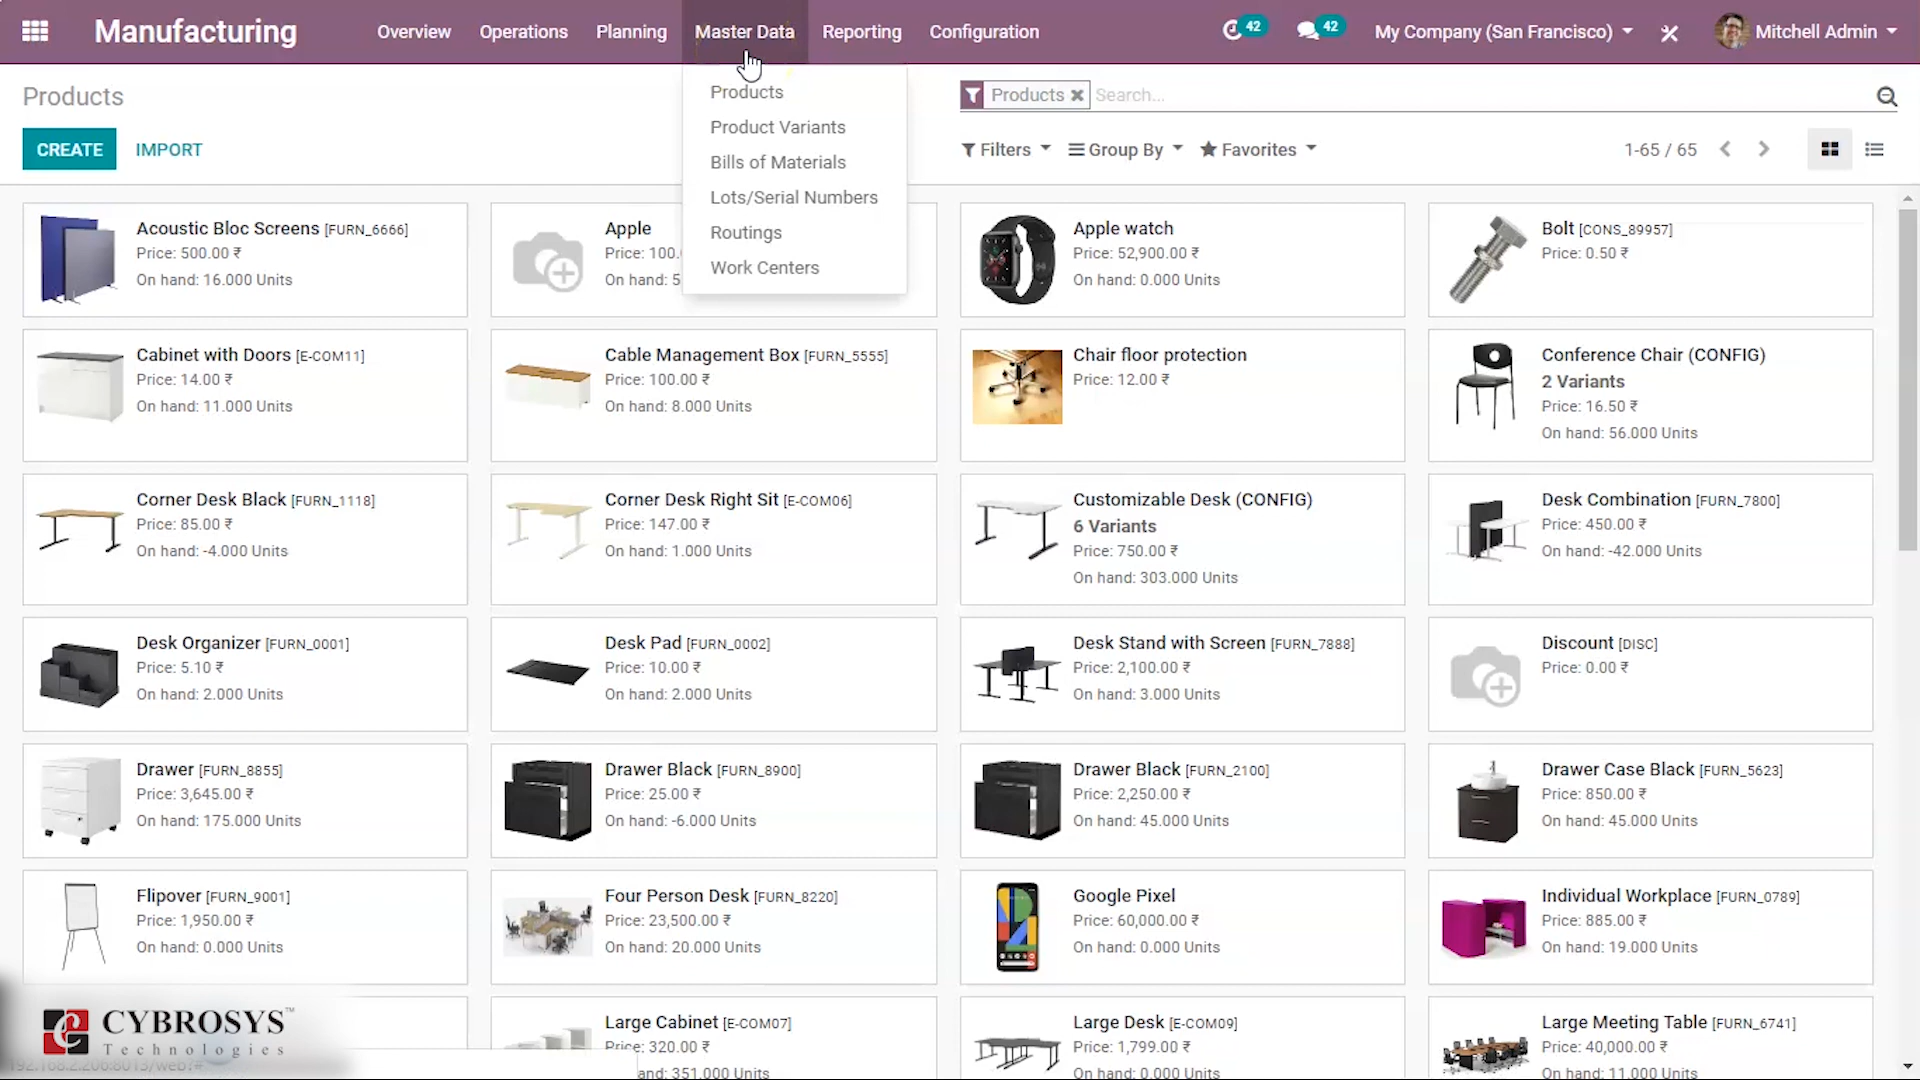 Manufacturing
Overview
Operations
Planning
Master Data
Reporting
Configuration
42
42
My Company (San Francisco)
Mitchell Admin
Products
Products
Search...
CREATE
IMPORT
Filters
Group By
Favorites
1-65 / 65
Products
Product Variants
Bills of Materials
Lots/Serial Numbers
Routings
Work Centers
Acoustic Bloc Screens [FURN_6666]
Price: 500.00 ₹
On hand: 16.000 Units
Apple
Price: 100.
On hand: 5
Apple watch
Price: 52,900.00 ₹
On hand: 0.000 Units
Bolt [CONS_89957]
Price: 0.50 ₹
Cabinet with Doors [E-COM11]
Price: 14.00 ₹
On hand: 11.000 Units
Cable Management Box [FURN_5555]
Price: 100.00 ₹
On hand: 8.000 Units
Chair floor protection
Price: 12.00 ₹
Conference Chair (CONFIG)
2 Variants
Price: 16.50 ₹
On hand: 56.000 Units
Corner Desk Black [FURN_1118]
Price: 85.00 ₹
On hand: -4.000 Units
Corner Desk Right Sit [E-COM06]
Price: 147.00 ₹
On hand: 1.000 Units
Customizable Desk (CONFIG)
6 Variants
Price: 750.00 ₹
On hand: 303.000 Units
Desk Combination [FURN_7800]
Price: 450.00 ₹
On hand: -42.000 Units
Desk Organizer [FURN_0001]
Price: 5.10 ₹
On hand: 2.000 Units
Desk Pad [FURN_0002]
Price: 10.00 ₹
On hand: 2.000 Units
Desk Stand with Screen [FURN_7888]
Price: 2,100.00 ₹
On hand: 3.000 Units
Discount [DISC]
Price: 0.00 ₹
Drawer [FURN_8855]
Price: 3,645.00 ₹
On hand: 175.000 Units
Drawer Black [FURN_8900]
Price: 25.00 ₹
On hand: -6.000 Units
Drawer Black [FURN_2100]
Price: 2,250.00 ₹
On hand: 45.000 Units
Drawer Case Black [FURN_5623]
Price: 850.00 ₹
On hand: 45.000 Units
Flipover [FURN_9001]
Price: 1,950.00 ₹
On hand: 0.000 Units
Four Person Desk [FURN_8220]
Price: 23,500.00 ₹
On hand: 20.000 Units
Google Pixel
Price: 60,000.00 ₹
On hand: 0.000 Units
Individual Workplace [FURN_0789]
Price: 885.00 ₹
On hand: 19.000 Units
CYBROSYS™
Technologies
192.168.2.206:8013/web?#
Large Cabinet [E-COM07]
Price: 320.00 ₹
and: 351.000 Units
Large Desk [E-COM09]
Price: 1,799.00 ₹
On hand: 0.000 Units
Large Meeting Table [FURN_6741]
Price: 40,000.00 ₹
On hand: 11.000 Units